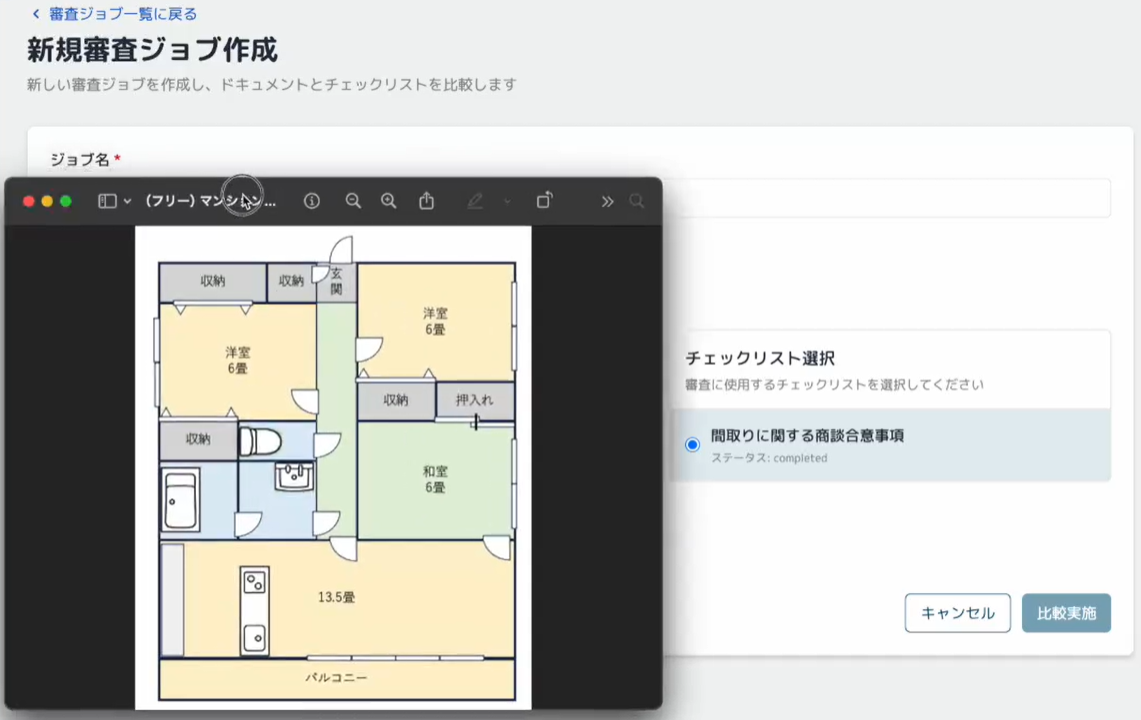 審査ジョブ一覧に戻る
新規審査ジョブ作成
新しい審査ジョブを作成し、ドキュメントとチェックリストを比較します
ジョブ名 *
（フリー）マンション...
収納
収納
玄関
洋室
6畳
洋室
6畳
収納
押入れ
収納
和室
6畳
13.5畳
バルコニー
チェックリスト選択
審査に使用するチェックリストを選択してください
間取りに関する商談合意事項
ステータス: completed
キャンセル
比較実施